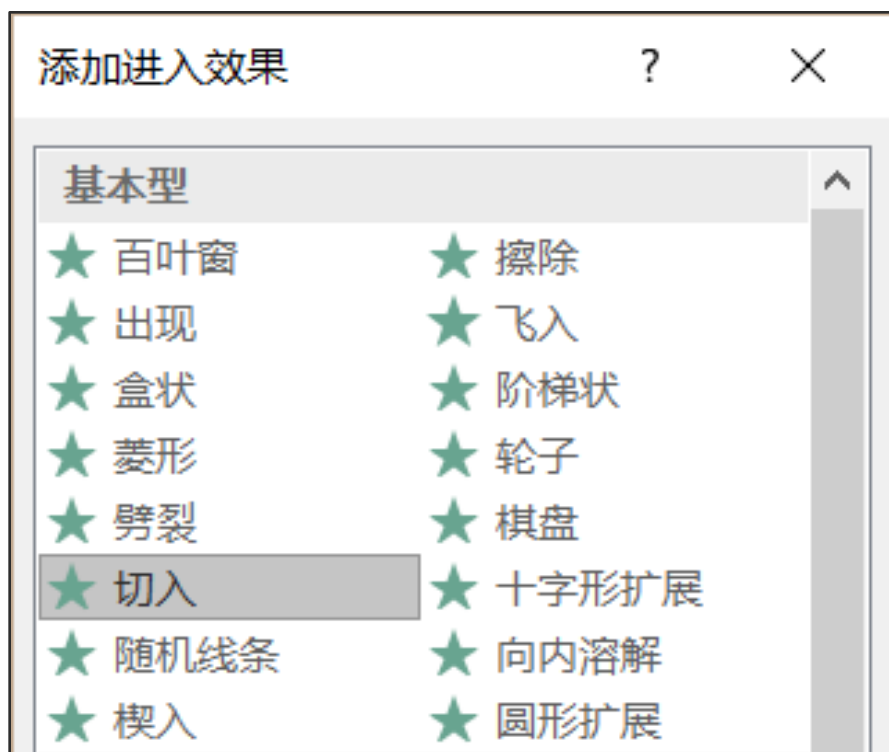 添加进入效果 ?
基本型
百叶窗 擦除
出现 飞入
盒状 阶梯状
菱形 轮子
劈裂 棋盘
切入 十字形扩展
随机线条 向内溶解
楔入 圆形扩展